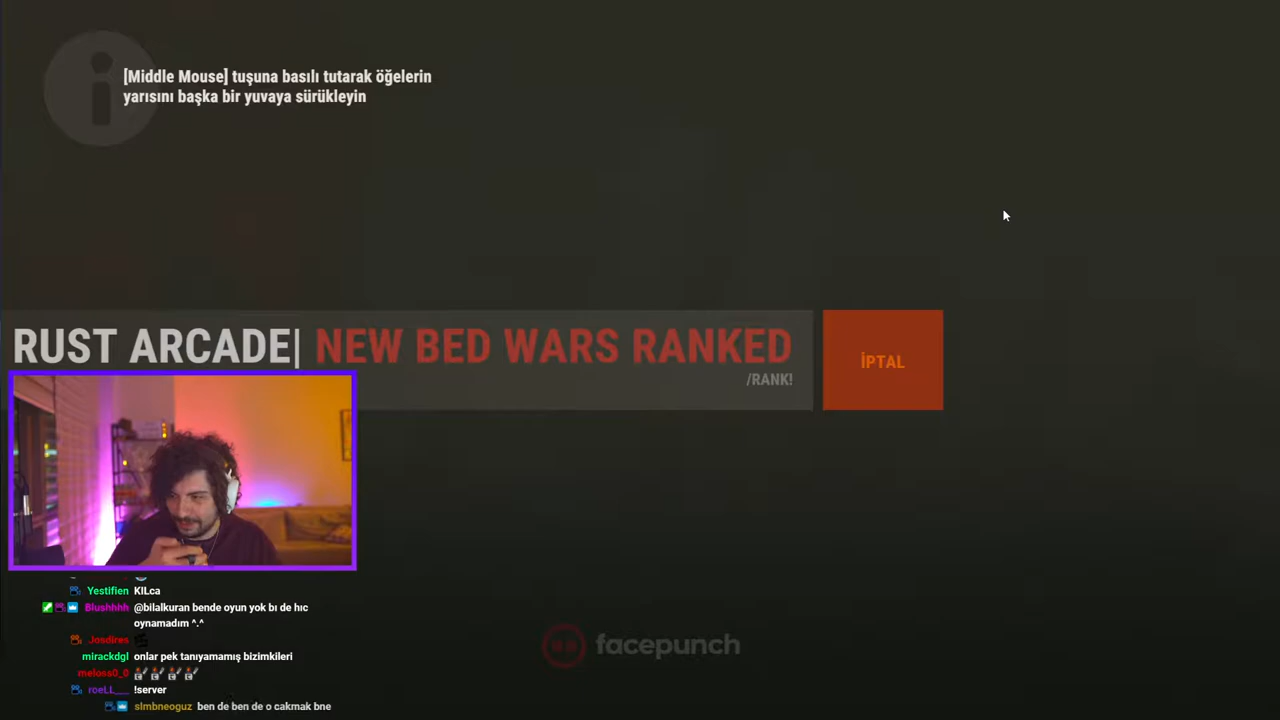 [Middle Mouse] tuşuna basılı tutarak öğelerin
yarısını başka bir yuvaya sürükleyin
RUST ARCADE| NEW BED WARS RANKED
/RANK!
İPTAL
Yestifien KILca
Blushhhh @bilalkuran bende oyun yok bı de hıc
oynamadım ^.^
_Josdires
mirackdgl onlar pek tanıyamamış bizimkileri
meloss0_0
roeLL___ !server
slmbneoguz ben de ben de o cakmak bne
facepunch